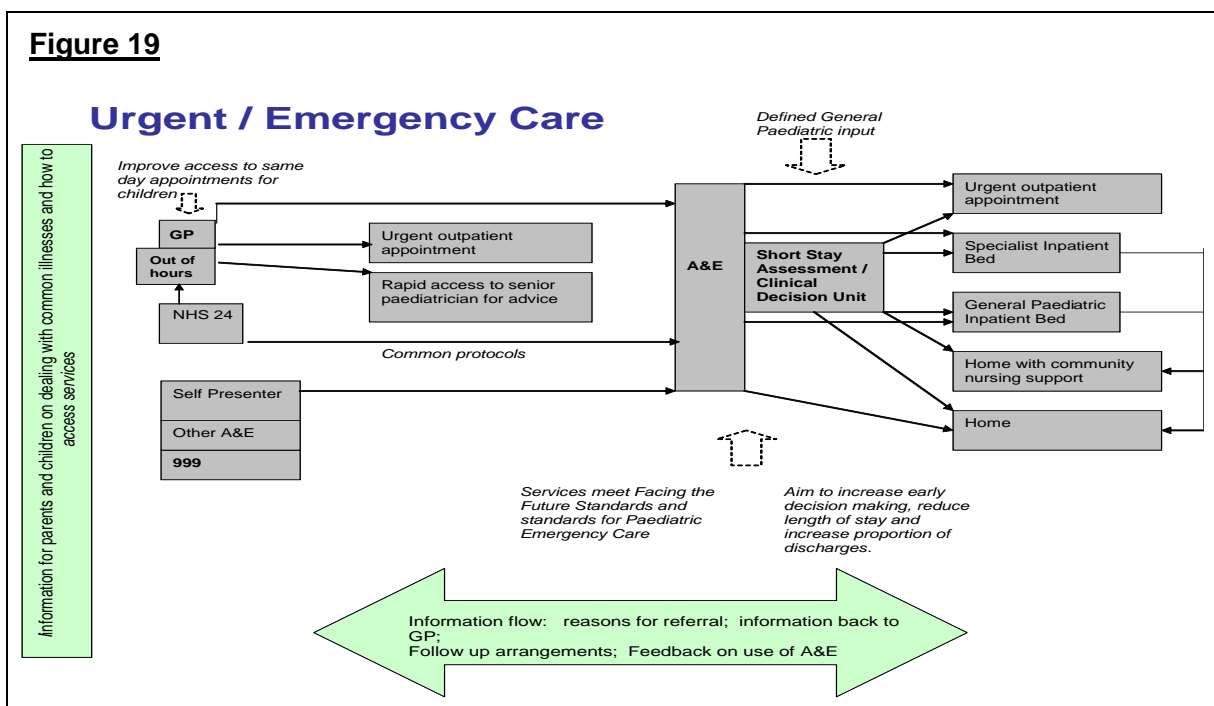 Figure 19
Urgent / Emergency Care
Information for parents and children on dealing with common illnesses and how to
access services
Improve access to same
day appointments for
children
GP
Out of
hours
NHS 24
Urgent outpatient
appointment
Rapid access to senior
paediatrician for advice
Common protocols
Self Presenter
Other A&E
999
A&E
Defined General
Paediatric input
Short Stay
Assessment /
Clinical
Decision Unit
Urgent outpatient
appointment
Specialist Inpatient
Bed
General Paediatric
Inpatient Bed
Home with community
nursing support
Home
Services meet Facing the
Future Standards and
standards for Paediatric
Emergency Care
Aim to increase early
decision making, reduce
length of stay and
increase proportion of
discharges.
Information flow: reasons for referral; information back to
GP;
Follow up arrangements; Feedback on use of A&E